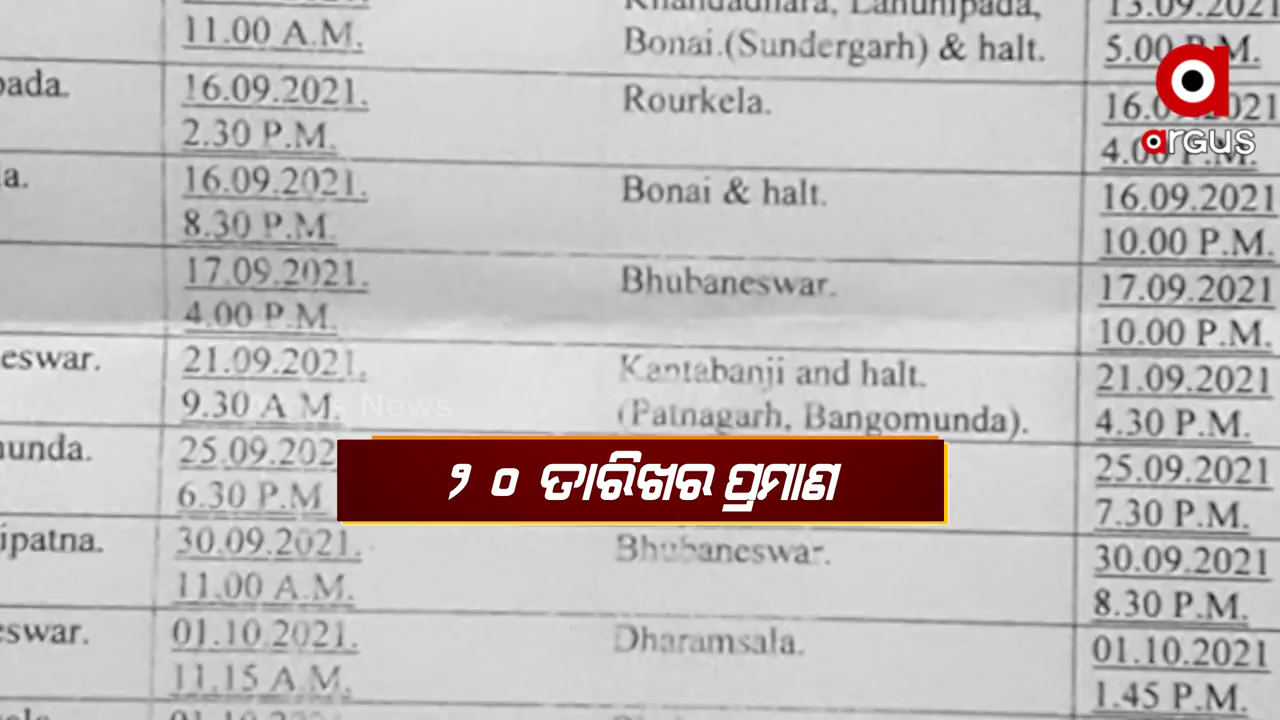 Khandadhara, Lahunipada,
13.09.2021
11.00 A.M.
Bonai.(Sundergarh) & halt.
5.00 P.M.
16.09.2021.
Rourkela.
16.09.2021
2.30 P.M.
4.00 P.M.
argus
16.09.2021.
Bonai & halt.
16.09.2021
8.30 P.M.
10.00 P.M.
17.09.2021.
Bhubaneswar.
17.09.2021
4.00 P.M.
10.00 P.M.
eswar.
21.09.2021.
Kantabanji and halt.
21.09.2021
9.30 A M.
News
(Patnagarh, Bangomunda).
4.30 P.M.
unda.
25.09.202
25.09.2021
6.30 P.M
୨ ୦ ତାରିଖର ପ୍ରମାଣ
7.30 P.M.
ipatna.
30.09.2021.
Bhubaneswar.
30.09.2021
11.00 A.M.
8.30 P.M.
eswar.
01.10.2021.
Dharamsala.
01.10.2021
11.15 A.M.
1.45 P.M.